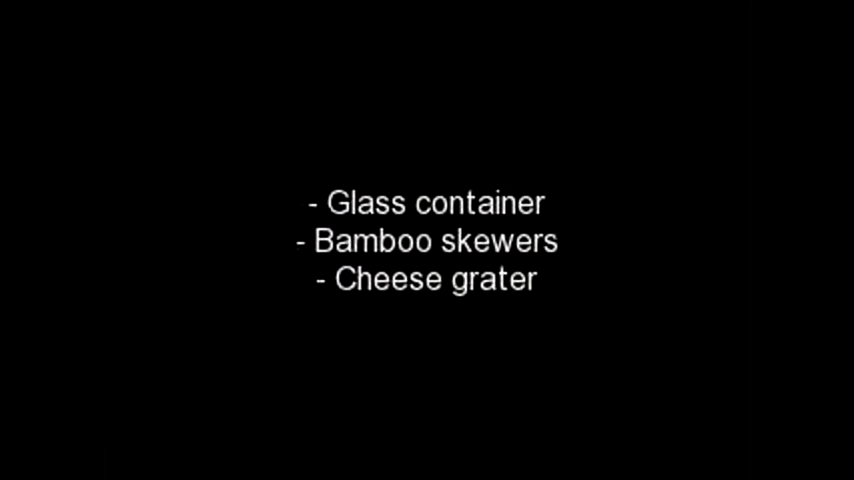 - Glass container
- Bamboo skewers
- Cheese grater